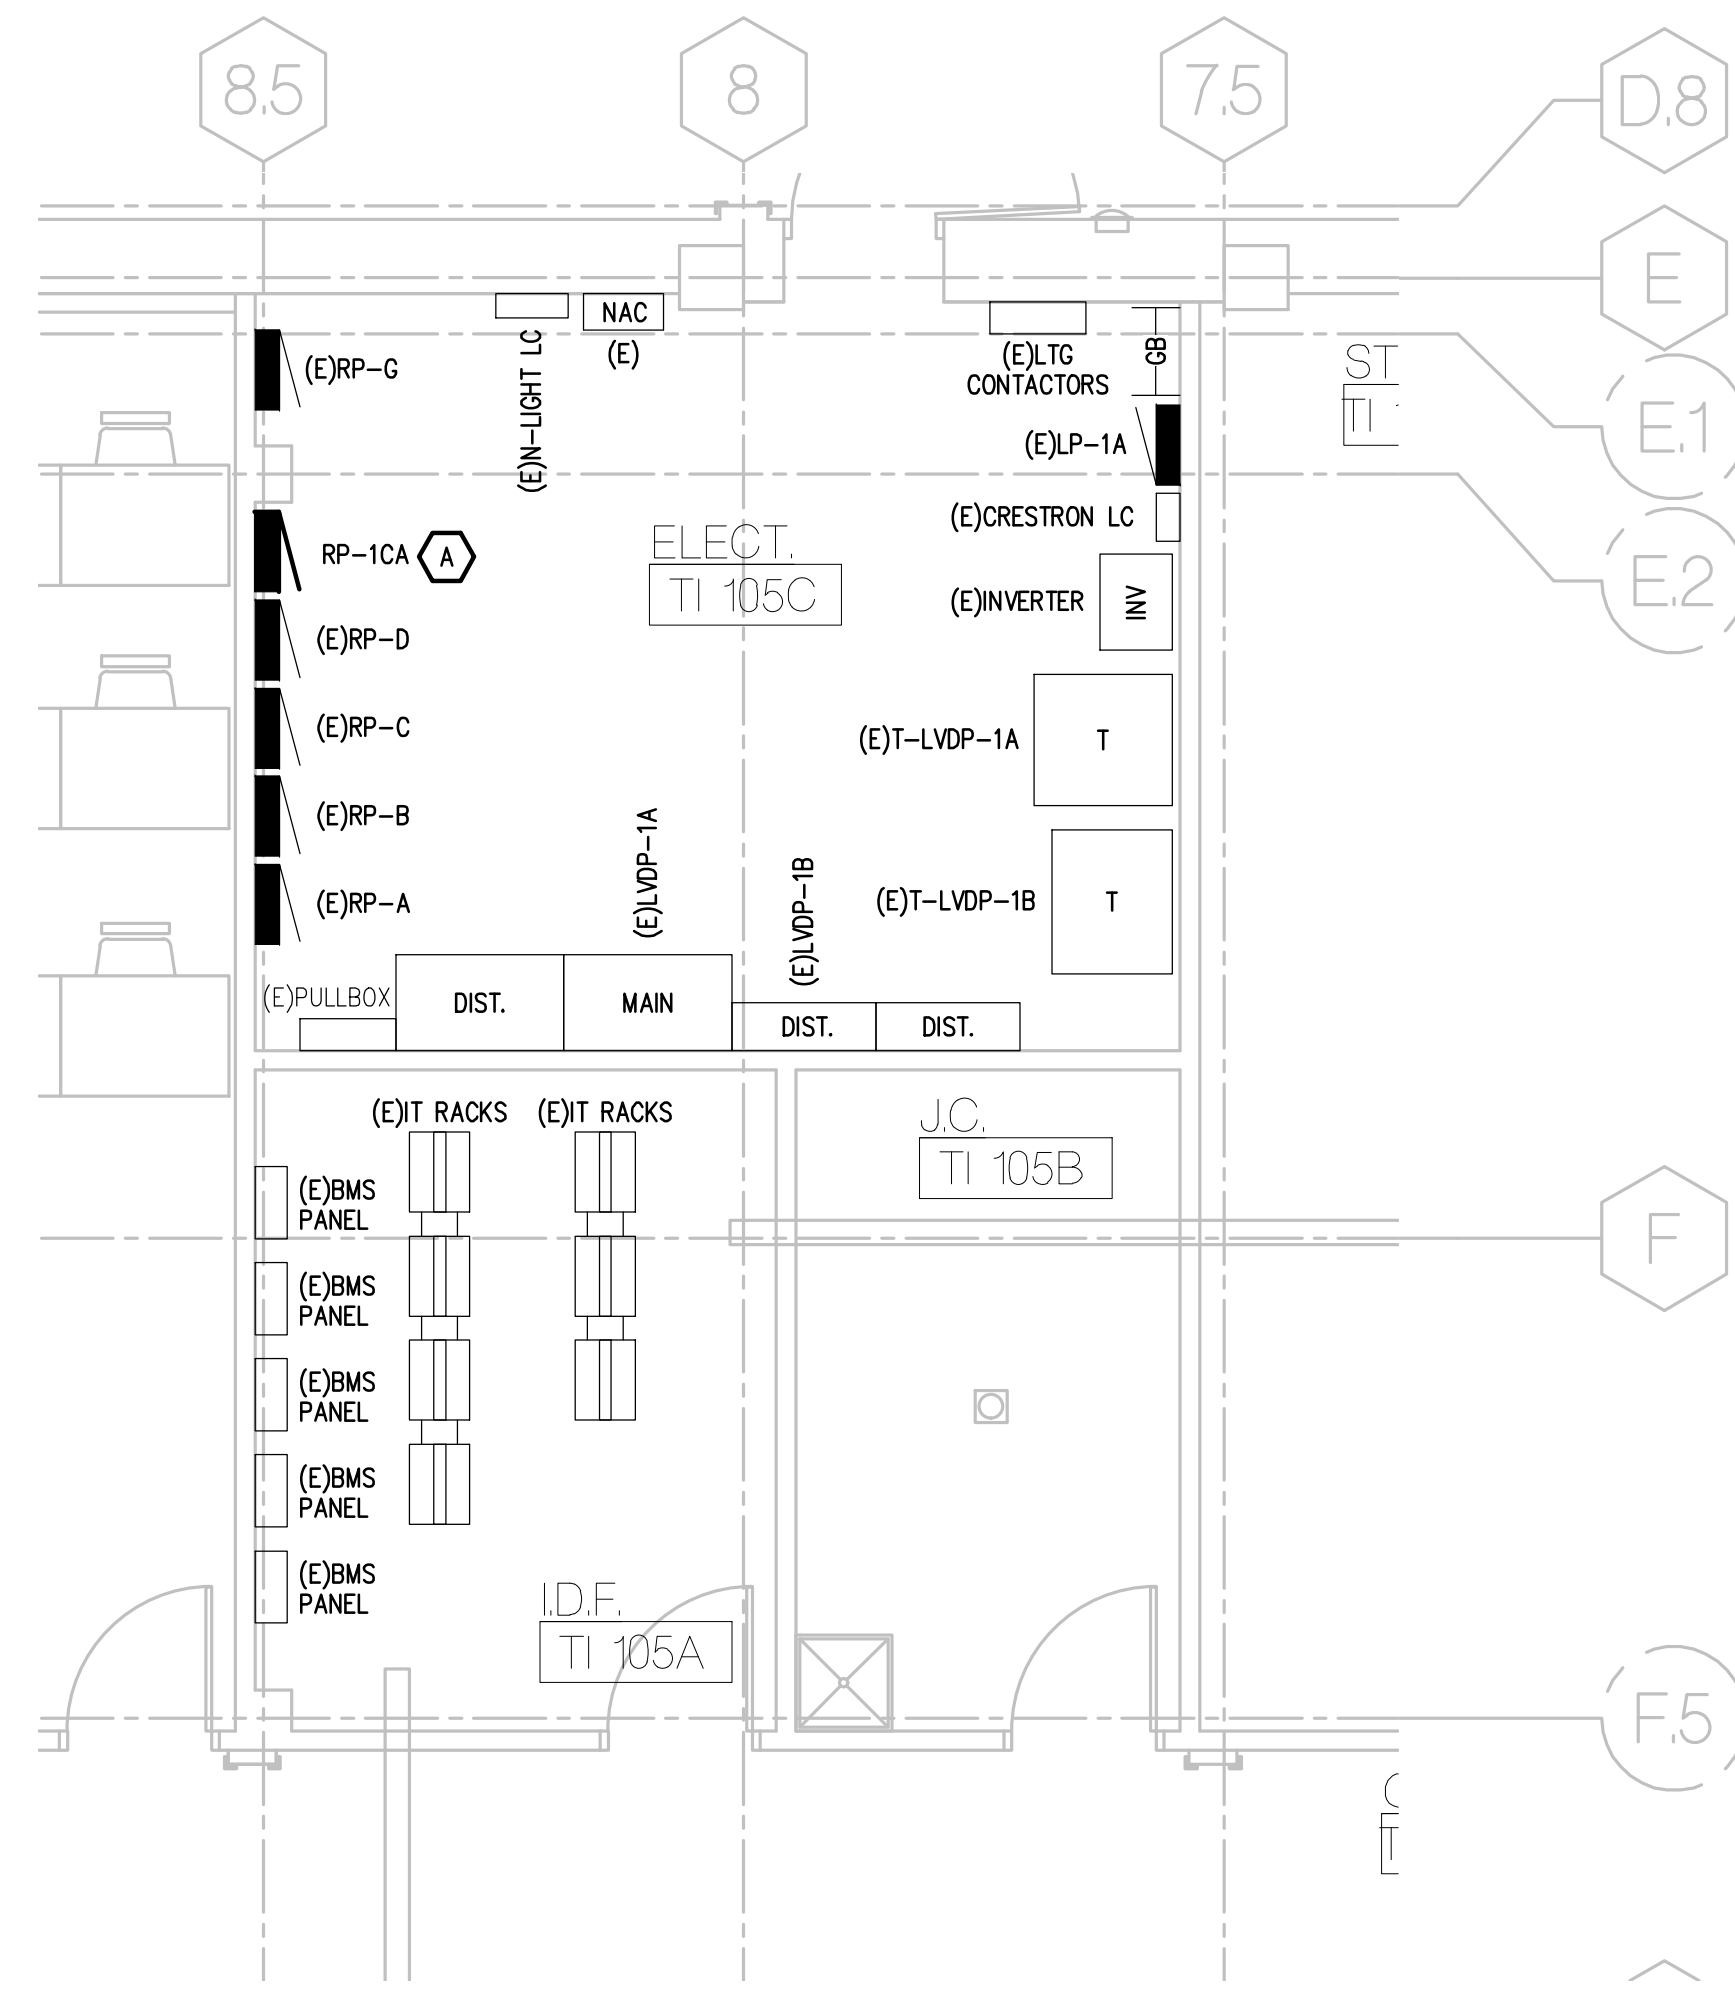 8.5
8
7.5
D.8
E
E.1
E.2
F
F.5
NAC
(E)
(E)N-LIGHT LC
(E)LTG
CONTACTORS
GB
ST
TI
(E)RP-G
(E)LP-1A
(E)CRESTRON LC
ELECT.
TI 105C
RP-1CA
A
(E)INVERTER
INV
(E)RP-D
(E)RP-C
(E)T-LVDP-1A
T
(E)RP-B
(E)LVDP-1A
(E)LVDP-1B
(E)RP-A
(E)T-LVDP-1B
T
(E)PULLBOX
DIST.
MAIN
DIST.
DIST.
(E)IT RACKS
(E)IT RACKS
J.C.
TI 105B
(E)BMS
PANEL
(E)BMS
PANEL
(E)BMS
PANEL
(E)BMS
PANEL
(E)BMS
PANEL
I.D.F.
TI 105A